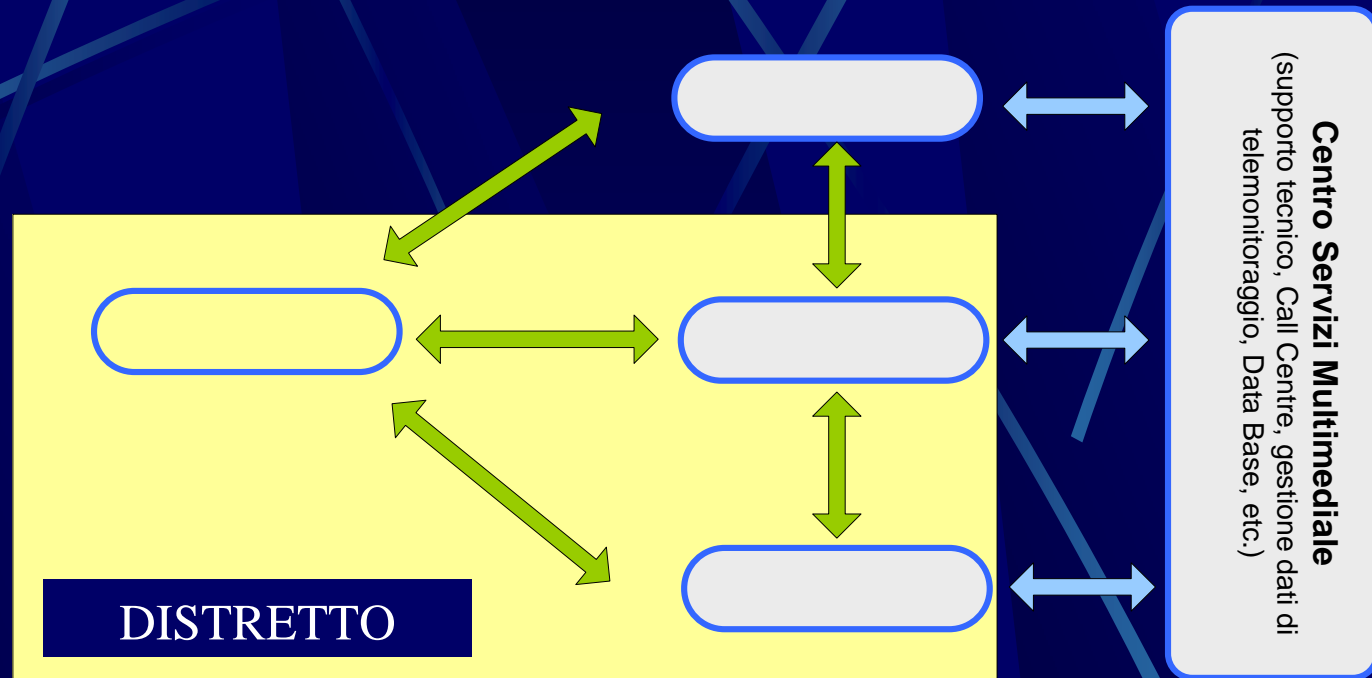 Centro Servizi Multimediale
(supporto tecnico, Call Centre, gestione dati di
telemonitoraggio, Data Base, etc.)
DISTRETTO